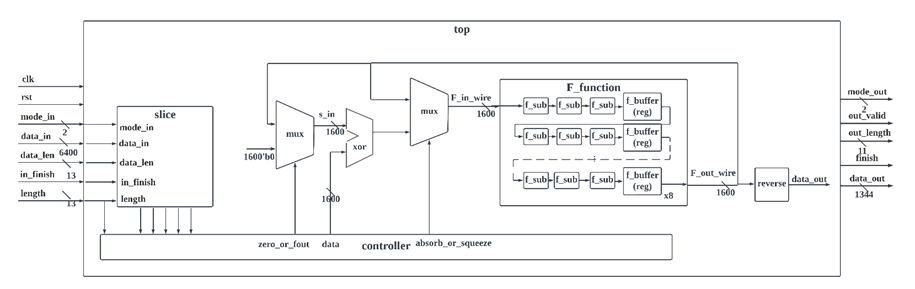 top
clk
rst
mode_in
2
data_in
6400
data_len
13
in_finish
length
13
slice
mode_in
data_in
data_len
in_finish
length
1600'b0
mux
s_in
1600
xor
1600
mux
F_in_wire
1600
F_function
f_sub f_sub f_sub f_buffer
(reg)
f_sub f_sub f_sub f_buffer
(reg)
f_sub f_sub f_sub f_buffer
(reg)
x8
F_out_wire
1600
reverse
data_out
zero_or_fout data controller absorb_or_squeeze
mode_out
2
out_valid
out_length
11
finish
data_out
1344